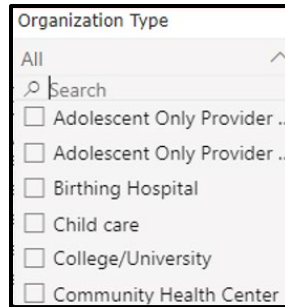 Organization Type
All
Search
Adolescent Only Provider ..
Adolescent Only Provider ..
Birthing Hospital
Child care
College/University
Community Health Center